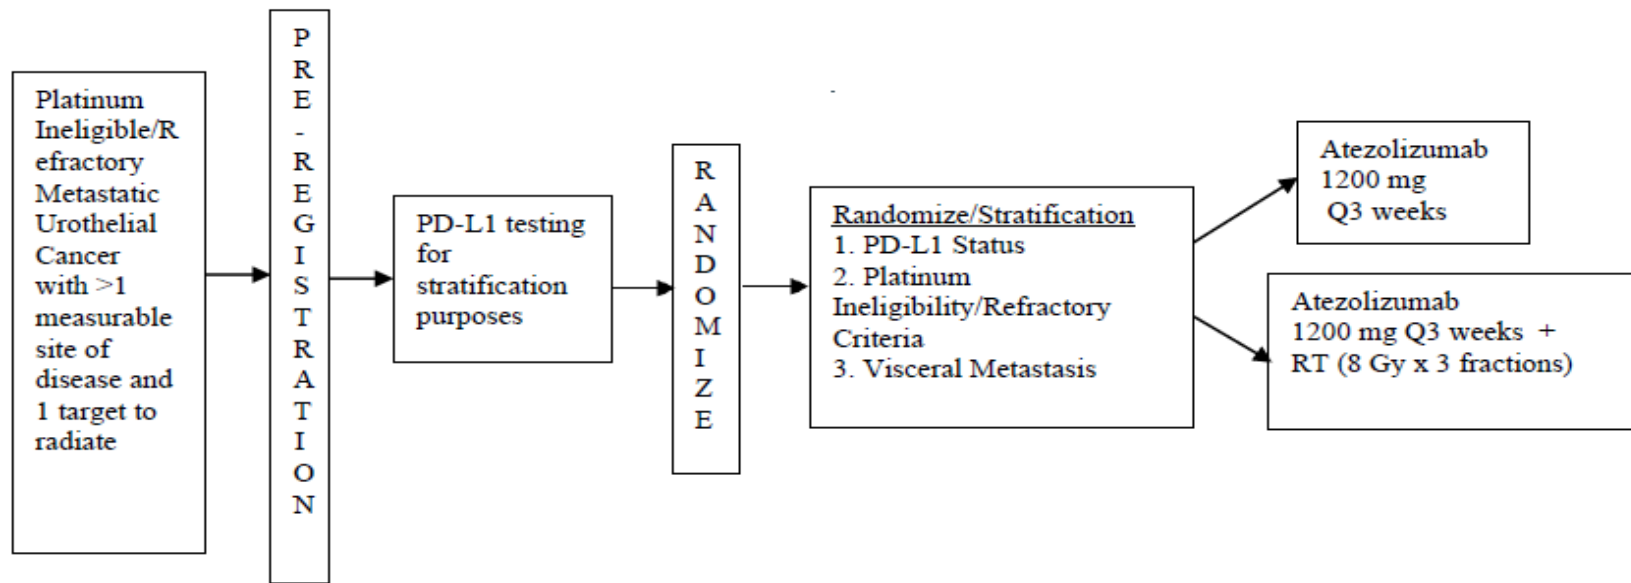 Platinum
Ineligible/R
efractory
Metastatic
Urothelial
Cancer
with >1
measurable
site of
disease and
1 target to
radiate
P
R
E
-
R
E
G
I
S
T
R
A
T
I
O
N
PD-L1 testing
for
stratification
purposes
R
A
N
D
O
M
I
Z
E
Randomize/Stratification
1. PD-L1 Status
2. Platinum
Ineligibility/Refractory
Criteria
3. Visceral Metastasis
Atezolizumab
1200 mg
Q3 weeks
Atezolizumab
1200 mg Q3 weeks +
RT (8 Gy x 3 fractions)